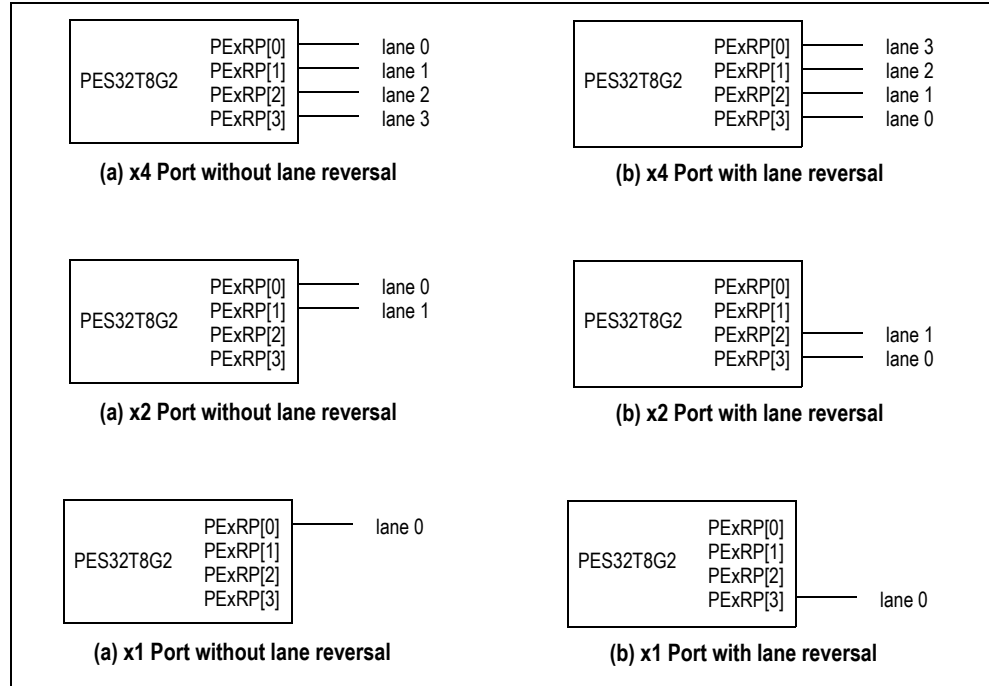 PES32T8G2
PExRP[0] lane 0
PExRP[1] lane 1
PExRP[2] lane 2
PExRP[3] lane 3
(a) x4 Port without lane reversal
PES32T8G2
PExRP[0] lane 3
PExRP[1] lane 2
PExRP[2] lane 1
PExRP[3] lane 0
(b) x4 Port with lane reversal
PES32T8G2
PExRP[0] lane 0
PExRP[1] lane 1
PExRP[2]
PExRP[3]
(a) x2 Port without lane reversal
PES32T8G2
PExRP[0]
PExRP[1]
PExRP[2] lane 1
PExRP[3] lane 0
(b) x2 Port with lane reversal
PES32T8G2
PExRP[0] lane 0
PExRP[1]
PExRP[2]
PExRP[3]
(a) x1 Port without lane reversal
PES32T8G2
PExRP[0]
PExRP[1]
PExRP[2]
PExRP[3] lane 0
(b) x1 Port with lane reversal